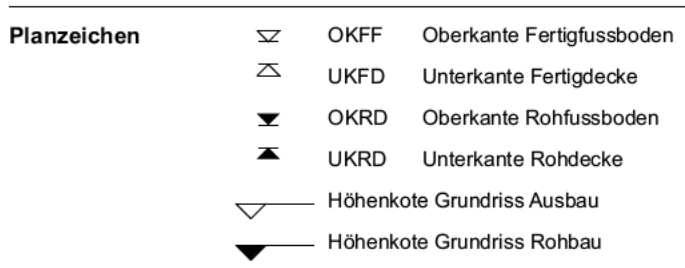 Planzeichen OKFF Oberkante Fertigfussboden
UKFD Unterkante Fertigdecke
OKRD Oberkante Rohfussboden
UKRD Unterkante Rohdecke
Höhenkote Grundriss Ausbau
Höhenkote Grundriss Rohbau